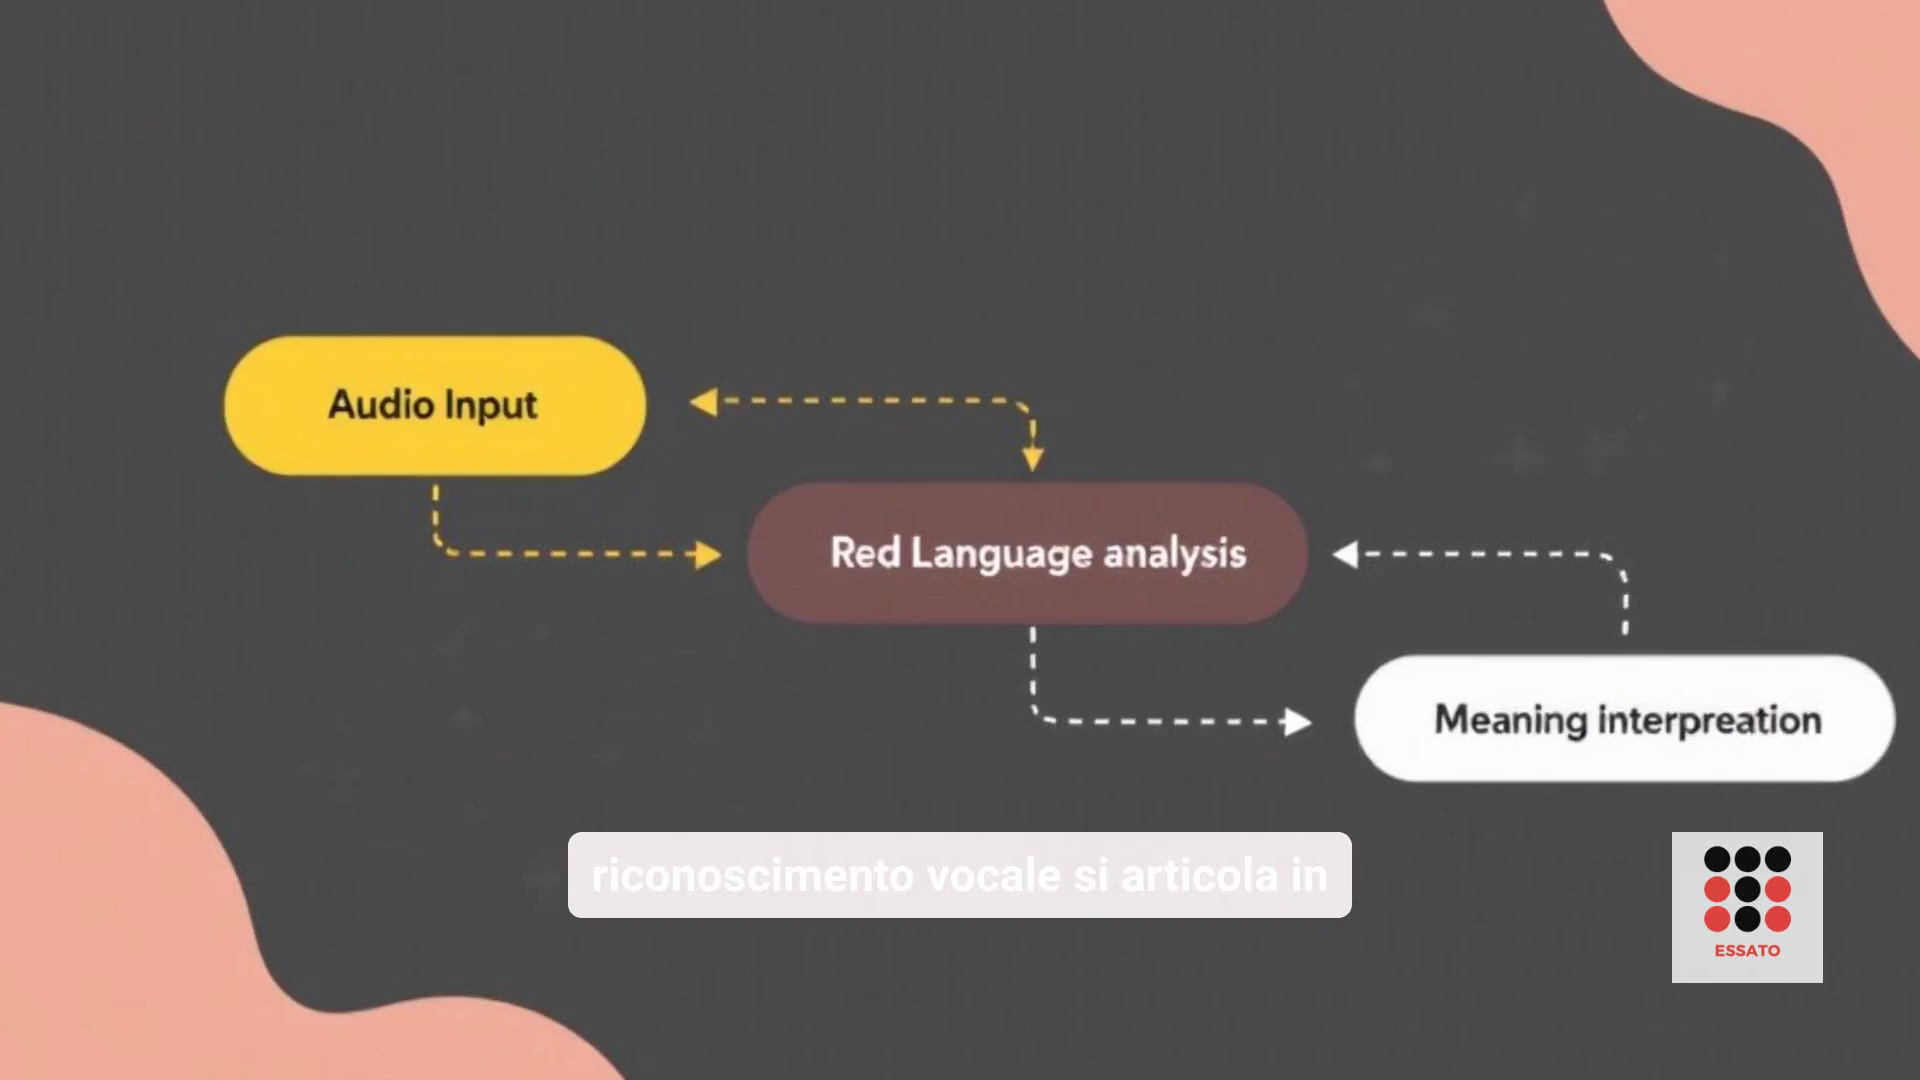 Audio Input
Red Language analysis
Meaning interpreation
riconoscimento vocale si articola in
ESSATO